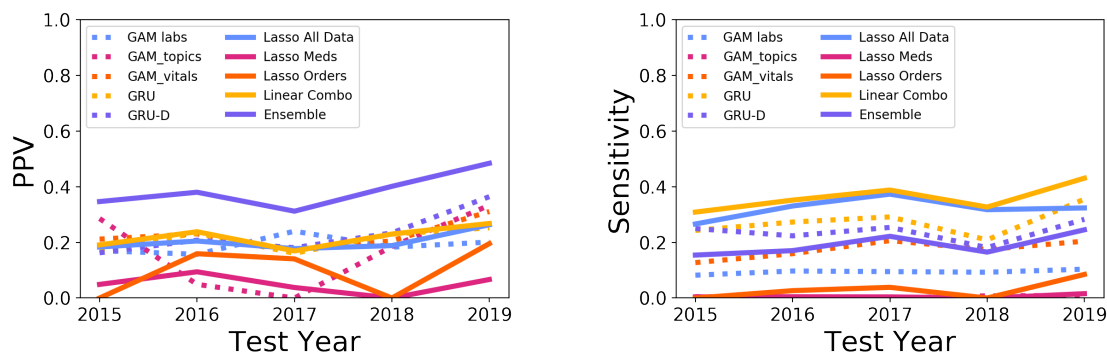 PPV
1.0
0.8
0.6
0.4
0.2
0.0
GAM labs
GAM_topics
GAM_vitals
GRU
GRU-D
Lasso All Data
Lasso Meds
Lasso Orders
Linear Combo
Ensemble
2015 2016 2017 2018 2019
Test Year
Sensitivity
1.0
0.8
0.6
0.4
0.2
0.0
GAM labs
GAM_topics
GAM_vitals
GRU
GRU-D
Lasso All Data
Lasso Meds
Lasso Orders
Linear Combo
Ensemble
2015 2016 2017 2018 2019
Test Year